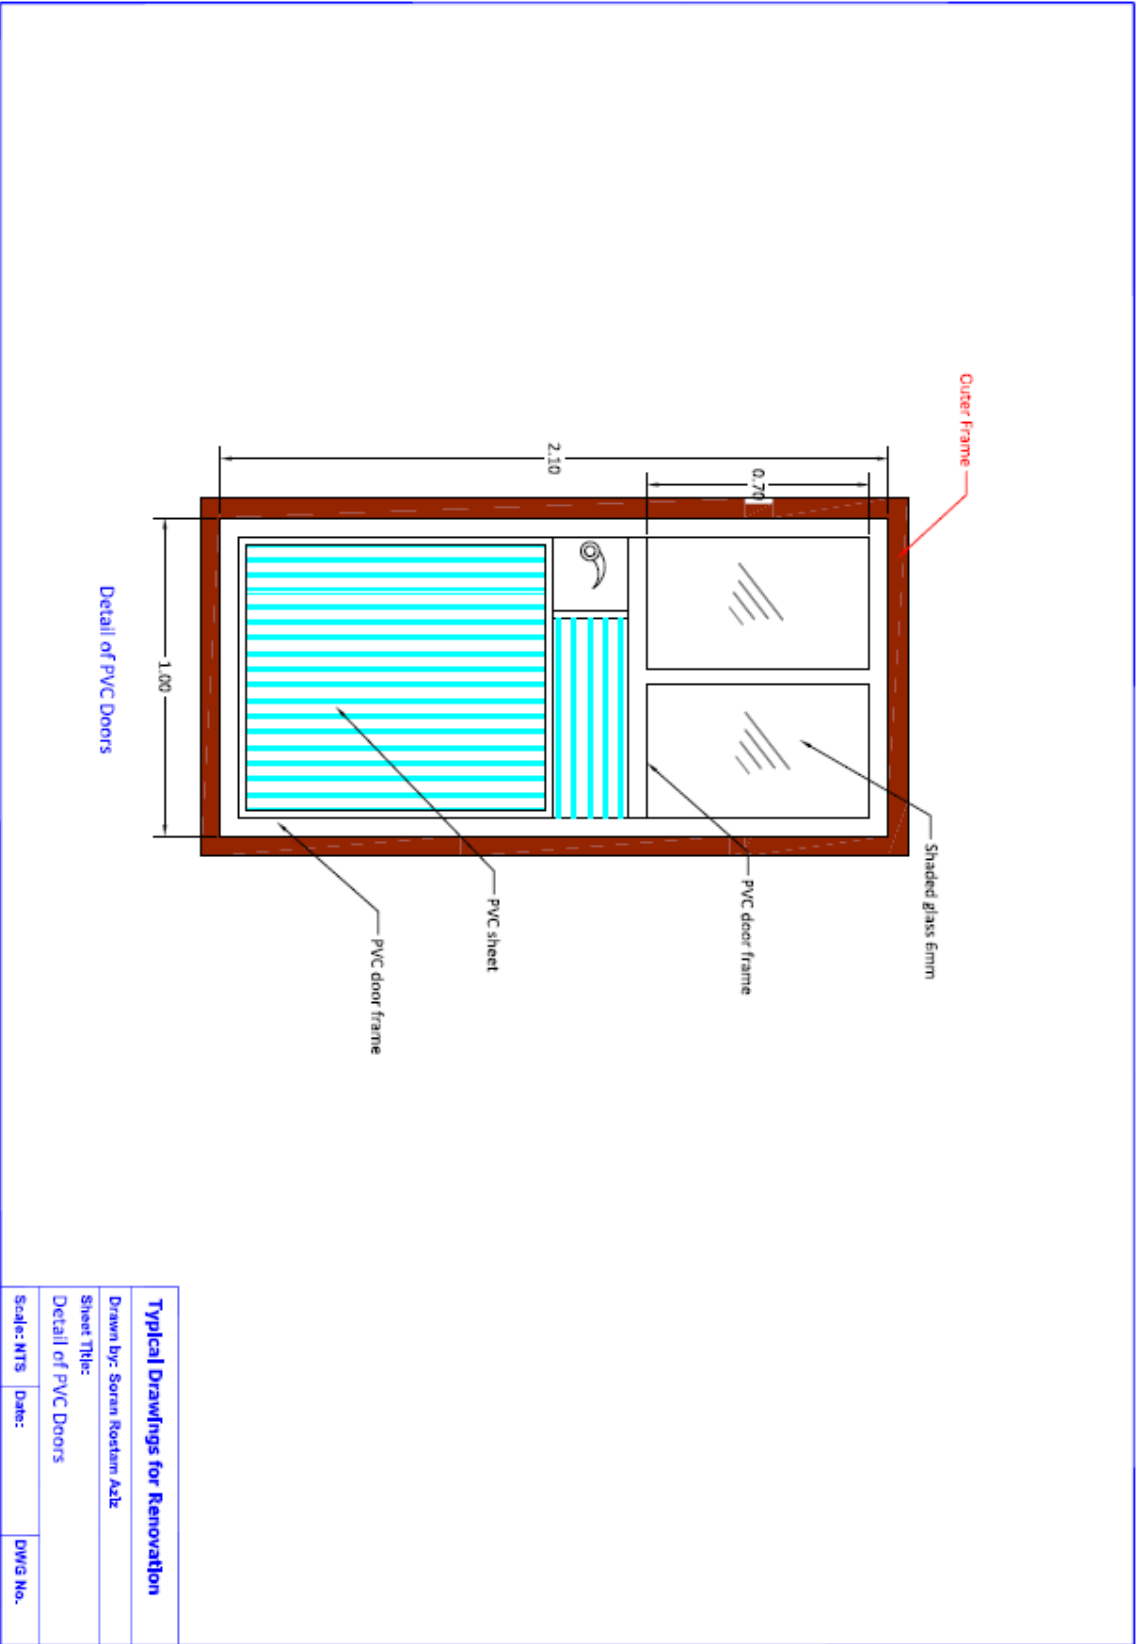 Outer Frame
2.10
0.70
Shaded glass 6mm
PVC door frame
PVC sheet
PVC door frame
1.00
Detail of PVC Doors
Typical Drawings for Renovation
Drawn by: Soran Rostam Aziz
Sheet Title:
Detail of PVC Doors
Scale: NTS Date: DWG No.